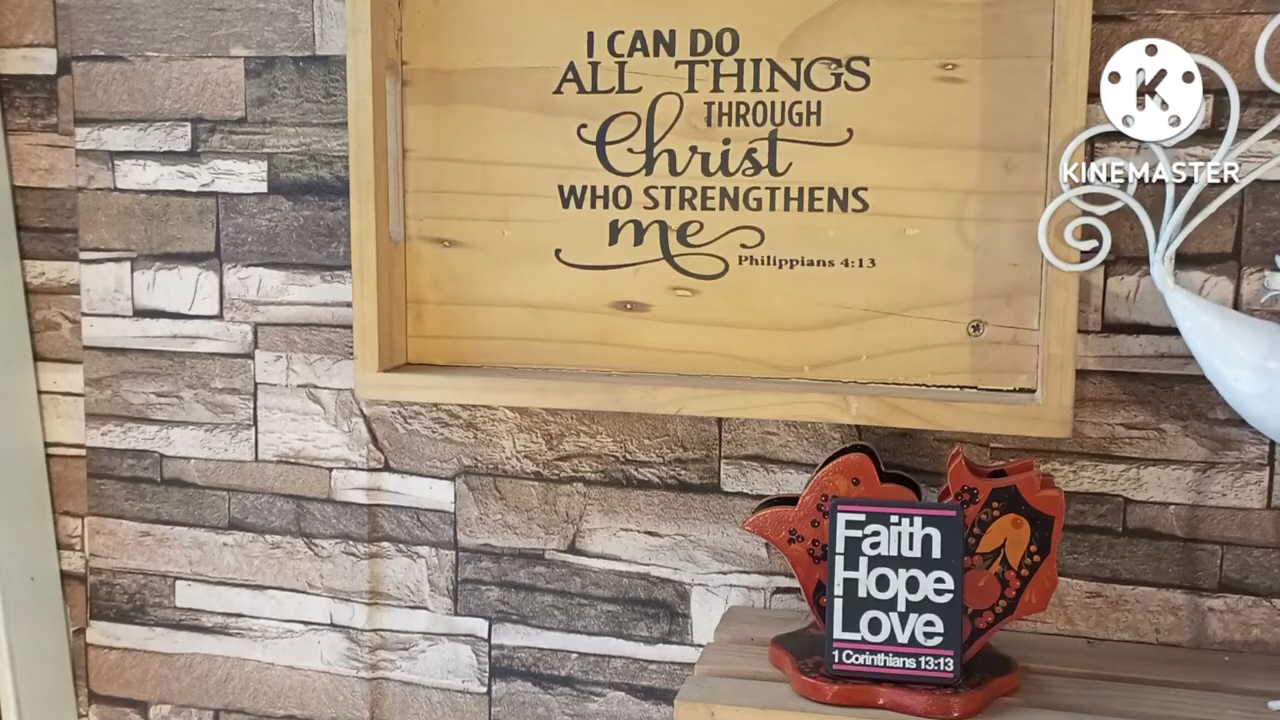 I CAN DO
ALL THINGS
THROUGH
Christ
WHO STRENGTHENS
me
Philippians 4:13
K
KINEMASTER
Faith
Hope
Love
1 Corinthians 13:13